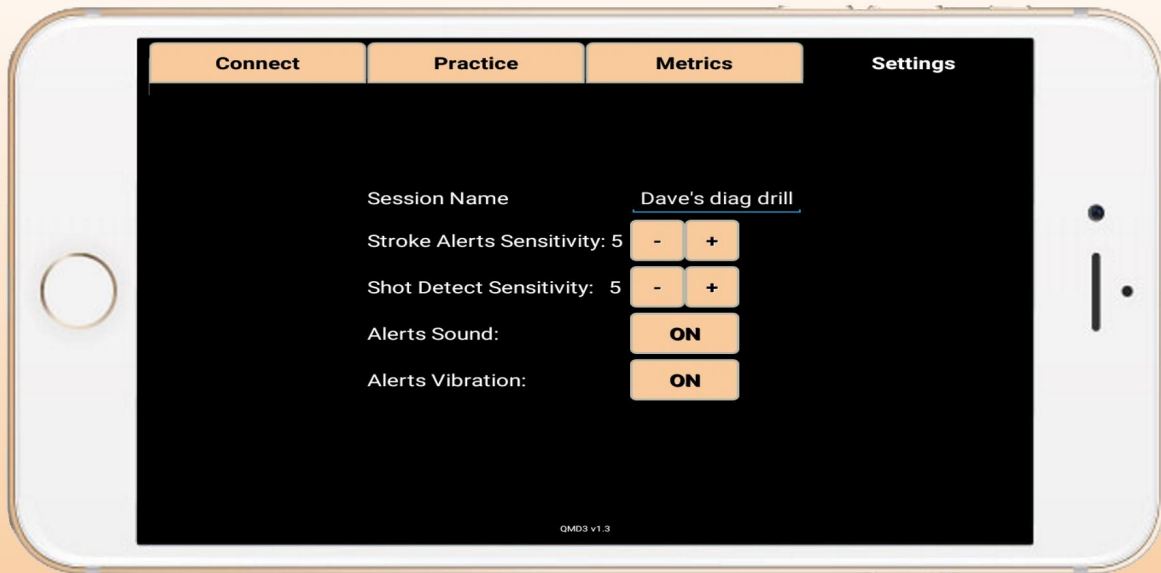 Connect Practice Metrics Settings
Session Name Dave's diag drill
Stroke Alerts Sensitivity: 5 - +
Shot Detect Sensitivity: 5 - +
Alerts Sound: ON
Alerts Vibration: ON
QMD3 v1.3